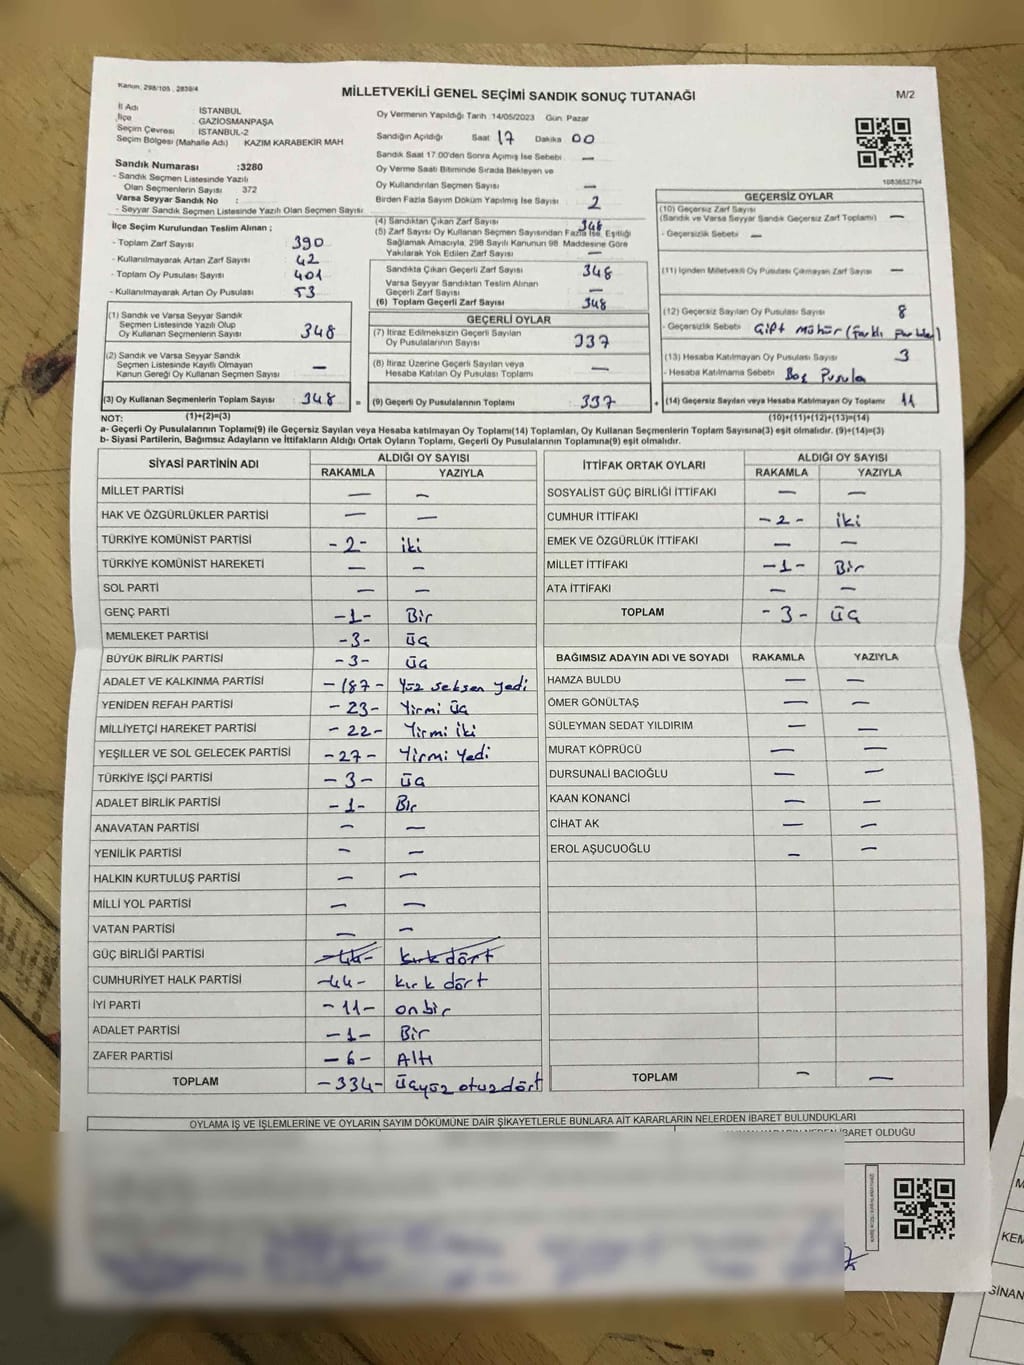 Kanun, 298/105 , 2839/4
MİLLETVEKİLİ GENEL SEÇİMİ SANDIK SONUÇ TUTANAĞI
M/2
İl Adı İSTANBUL
İlçe GAZİOSMANPAŞA
Seçim Çevresi İSTANBUL-2
Seçim Bölgesi (Mahalle Adı) KAZIM KARABEKİR MAH
Sandık Numarası :3280
- Sandık Seçmen Listesinde Yazılı
Olan Seçmenlerin Sayısı 372
Varsa Seyyar Sandık No :
- Seyyar Sandık Seçmen Listesinde Yazılı Olan Seçmen Sayısı
İlçe Seçim Kurulundan Teslim Alınan ;
- Toplam Zarf Sayısı 390
- Kullanılmayarak Artan Zarf Sayısı 42
- Toplam Oy Pusulası Sayısı 401
- Kullanılmayarak Artan Oy Pusulası 53
(1) Sandık ve Varsa Seyyar Sandık
Seçmen Listesinde Yazılı Olup
Oy Kullanan Seçmenlerin Sayısı 348
(2) Sandık ve Varsa Seyyar Sandık
Seçmen Listesinde Kayıtlı Olmayan
Kanun Gereği Oy Kullanan Seçmen Sayısı —
(3) Oy Kullanan Seçmenlerin Toplam Sayısı 348 =
(1)+(2)=(3)
Oy Vermenin Yapıldığı Tarih 14/05/2023 Gün Pazar
Sandığın Açıldığı Saat 17 Dakika 00
Sandık Saat 17.00'den Sonra Açılmış İse Sebebi —
Oy Verme Saati Bitiminde Sırada Bekleyen ve
Oy Kullandırılan Seçmen Sayısı —
Birden Fazla Sayım Döküm Yapılmış İse Sayısı 2
(4) Sandıktan Çıkan Zarf Sayısı 348
(5) Zarf Sayısı Oy Kullanan Seçmen Sayısından Fazla İse, Eşitliği
Sağlamak Amacıyla, 298 Sayılı Kanunun 98. Maddesine Göre
Yakılarak Yok Edilen Zarf Sayısı —
Sandıkta Çıkan Geçerli Zarf Sayısı 348
Varsa Seyyar Sandıktan Teslim Alınan
Geçerli Zarf Sayısı —
(6) Toplam Geçerli Zarf Sayısı 348
GEÇERLİ OYLAR
(7) İtiraz Edilmeksizin Geçerli Sayılan
Oy Pusulalarının Sayısı 337
(8) İtiraz Üzerine Geçerli Sayılan veya
Hesaba Katılan Oy Pusulası Toplamı —
(9) Geçerli Oy Pusulalarının Toplamı 337 +
1083652794
GEÇERSİZ OYLAR
(10) Geçersiz Zarf Sayısı
(Sandık ve Varsa Seyyar Sandık Geçersiz Zarf Toplamı) —
- Geçersizlik Sebebi —
(11) İçinden Milletvekili Oy Pusulası Çıkmayan Zarf Sayısı —
(12) Geçersiz Sayılan Oy Pusulası Sayısı 8
- Geçersizlik Sebebi Çift Mühür (Farklı
(13) Hesaba Katılmayan Oy Pusulası Sayısı 3
- Hesaba Katılmama Sebebi Boş Pusula
(14) Geçersiz Sayılan veya Hesaba Katılmayan Oy Toplamı 11
(10)+(11)+(12)+(13)=(14)
NOT:
a- Geçerli Oy Pusulalarının Toplamı(9) ile Geçersiz Sayılan veya Hesaba katılmayan Oy Toplamı(14) Toplamları, Oy Kullanan Seçmenlerin Toplam Sayısına(3) eşit olmalıdır. (9)+(14)=(3)
b- Siyasi Partilerin, Bağımsız Adayların ve İttifakların Aldığı Ortak Oyların Toplamı, Geçerli Oy Pusulalarının Toplamına(9) eşit olmalıdır.
SİYASİ PARTİNİN ADI ALDIĞI OY SAYISI
RAKAMLA YAZIYLA
MİLLET PARTİSİ — —
HAK VE ÖZGÜRLÜKLER PARTİSİ — —
TÜRKİYE KOMÜNİST PARTİSİ -2- iki
TÜRKİYE KOMÜNİST HAREKETİ — —
SOL PARTİ — —
GENÇ PARTİ -1- Bir
MEMLEKET PARTİSİ -3- üç
BÜYÜK BİRLİK PARTİSİ -3- üç
ADALET VE KALKINMA PARTİSİ -187- Yüz seksen yedi
YENİDEN REFAH PARTİSİ -23- Yirmi üç
MİLLİYETÇİ HAREKET PARTİSİ -22- Yirmi iki
YEŞİLLER VE SOL GELECEK PARTİSİ -27- Yirmi Yedi
TÜRKİYE İŞÇİ PARTİSİ -3- üç
ADALET BİRLİK PARTİSİ -1- Bir
ANAVATAN PARTİSİ — —
YENİLİK PARTİSİ — —
HALKIN KURTULUŞ PARTİSİ — —
MİLLİ YOL PARTİSİ — —
VATAN PARTİSİ — —
GÜÇ BİRLİĞİ PARTİSİ -44- kırk dört
CUMHURİYET HALK PARTİSİ -44- kırk dört
İYİ PARTİ -11- on bir
ADALET PARTİSİ -1- Bir
ZAFER PARTİSİ -6- Altı
TOPLAM -334- Üçyüz otuzdört
İTTİFAK ORTAK OYLARI ALDIĞI OY SAYISI
RAKAMLA YAZIYLA
SOSYALİST GÜÇ BİRLİĞİ İTTİFAKI — —
CUMHUR İTTİFAKI -2- iki
EMEK VE ÖZGÜRLÜK İTTİFAKI — —
MİLLET İTTİFAKI -1- Bir
ATA İTTİFAKI — —
TOPLAM -3- üç
BAĞIMSIZ ADAYIN ADI VE SOYADI RAKAMLA YAZIYLA
HAMZA BULDU — —
ÖMER GÖNÜLTAŞ — —
SÜLEYMAN SEDAT YILDIRIM — —
MURAT KÖPRÜCÜ — —
DURSUNALİ BACIOĞLU — —
KAAN KONANCİ — —
CİHAT AK — —
EROL AŞUCUOĞLU — —
TOPLAM — —
OYLAMA İŞ VE İŞLEMLERİNE VE OYLARIN SAYIM DÖKÜMÜNE DAİR ŞİKAYETLERLE BUNLARA AİT KARARLARIN NELERDEN İBARET BULUNDUKLARI
İBARET OLDUĞU
KEM
SİNAN